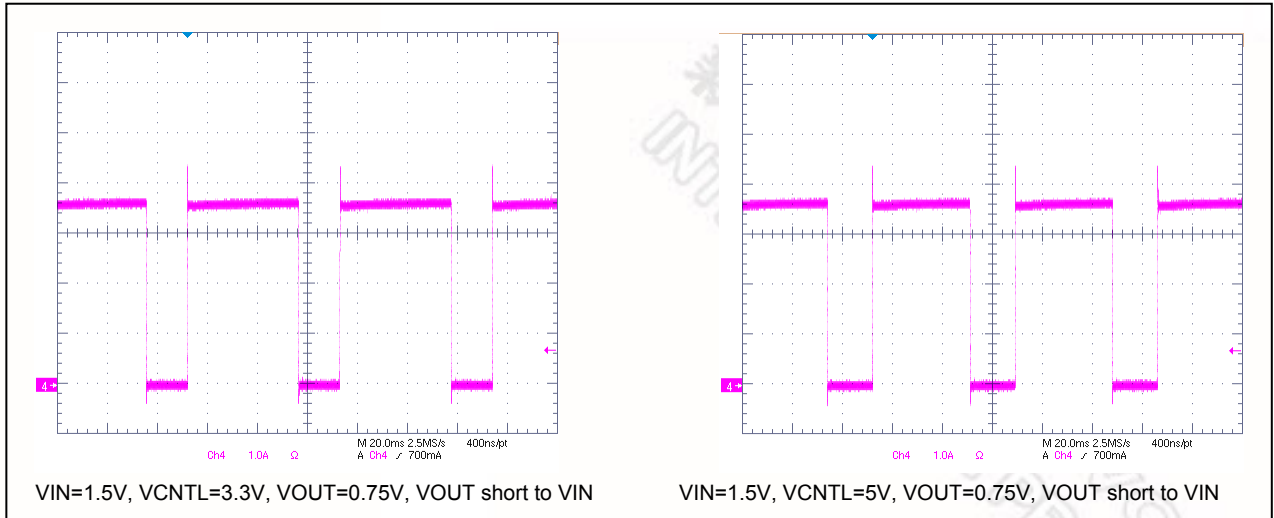 4
M 20.0ms 2.5MS/s 400ns/pt
Ch4 1.0A Ω A Ch4 700mA
VIN=1.5V, VCNTL=3.3V, VOUT=0.75V, VOUT short to VIN
4
M 20.0ms 2.5MS/s 400ns/pt
Ch4 1.0A Ω A Ch4 700mA
VIN=1.5V, VCNTL=5V, VOUT=0.75V, VOUT short to VIN